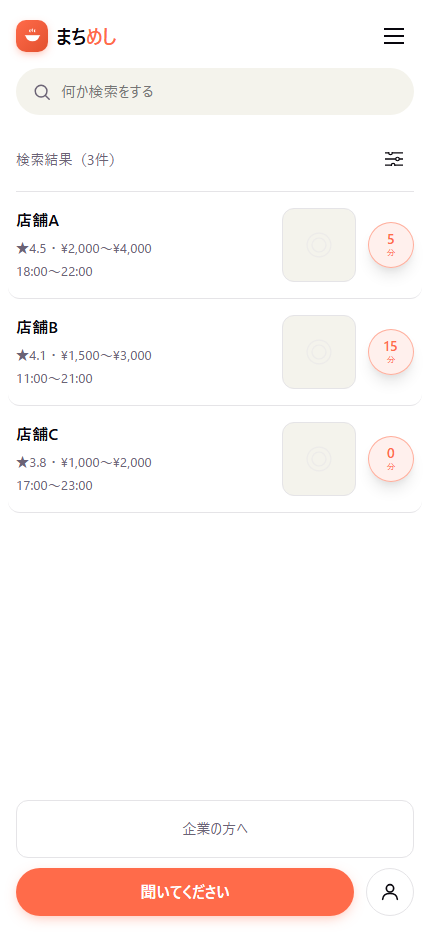 まちめし
何か検索をする
検索結果（3件）
店舗A
★4.5・¥2,000〜¥4,000
18:00〜22:00
5
分
店舗B
★4.1・¥1,500〜¥3,000
11:00〜21:00
15
分
店舗C
★3.8・¥1,000〜¥2,000
17:00〜23:00
0
分
企業の方へ
聞いてください